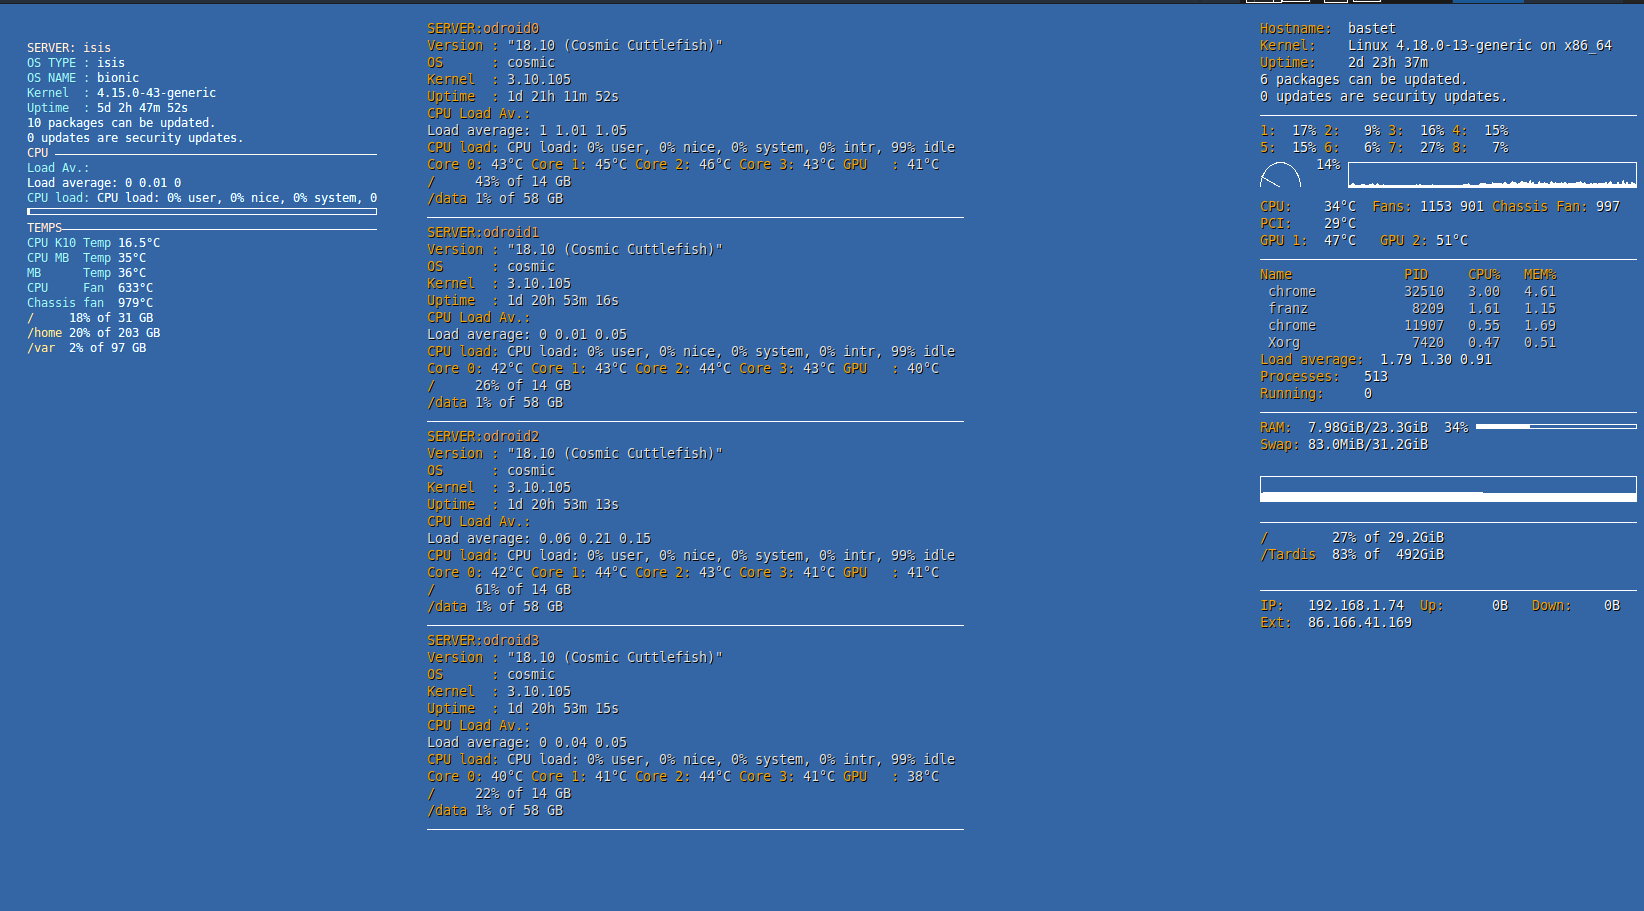 SERVER: isis
OS TYPE : isis
OS NAME : bionic
Kernel  : 4.15.0-43-generic
Uptime  : 5d 2h 47m 52s
10 packages can be updated.
0 updates are security updates.
CPU
Load Av.:
Load average: 0 0.01 0
CPU load: CPU load: 0% user, 0% nice, 0% system, 0
TEMPS
CPU K10 Temp 16.5°C
CPU MB  Temp 35°C
MB      Temp 36°C
CPU     Fan  633°C
Chassis fan  979°C
/     18% of 31 GB
/home 20% of 203 GB
/var  2% of 97 GB
SERVER:odroid0
Version : "18.10 (Cosmic Cuttlefish)"
OS      : cosmic
Kernel  : 3.10.105
Uptime  : 1d 21h 11m 52s
CPU Load Av.:
Load average: 1 1.01 1.05
CPU load: CPU load: 0% user, 0% nice, 0% system, 0% intr, 99% idle
Core 0: 43°C Core 1: 45°C Core 2: 46°C Core 3: 43°C GPU   : 41°C
/     43% of 14 GB
/data 1% of 58 GB
SERVER:odroid1
Version : "18.10 (Cosmic Cuttlefish)"
OS      : cosmic
Kernel  : 3.10.105
Uptime  : 1d 20h 53m 16s
CPU Load Av.:
Load average: 0 0.01 0.05
CPU load: CPU load: 0% user, 0% nice, 0% system, 0% intr, 99% idle
Core 0: 42°C Core 1: 43°C Core 2: 44°C Core 3: 43°C GPU   : 40°C
/     26% of 14 GB
/data 1% of 58 GB
SERVER:odroid2
Version : "18.10 (Cosmic Cuttlefish)"
OS      : cosmic
Kernel  : 3.10.105
Uptime  : 1d 20h 53m 13s
CPU Load Av.:
Load average: 0.06 0.21 0.15
CPU load: CPU load: 0% user, 0% nice, 0% system, 0% intr, 99% idle
Core 0: 42°C Core 1: 44°C Core 2: 43°C Core 3: 41°C GPU   : 41°C
/     61% of 14 GB
/data 1% of 58 GB
SERVER:odroid3
Version : "18.10 (Cosmic Cuttlefish)"
OS      : cosmic
Kernel  : 3.10.105
Uptime  : 1d 20h 53m 15s
CPU Load Av.:
Load average: 0 0.04 0.05
CPU load: CPU load: 0% user, 0% nice, 0% system, 0% intr, 99% idle
Core 0: 40°C Core 1: 41°C Core 2: 44°C Core 3: 41°C GPU   : 38°C
/     22% of 14 GB
/data 1% of 58 GB
Hostname:  bastet
Kernel:    Linux 4.18.0-13-generic on x86_64
Uptime:    2d 23h 37m
6 packages can be updated.
0 updates are security updates.
1:  17% 2:   9% 3:  16% 4:  15%
5:  15% 6:   6% 7:  27% 8:   7%
14%
CPU:    34°C  Fans: 1153 901 Chassis Fan: 997
PCI:    29°C
GPU 1:  47°C   GPU 2: 51°C
Name              PID     CPU%   MEM%
chrome           32510   3.00   4.61
franz             8209   1.61   1.15
chrome           11907   0.55   1.69
Xorg              7420   0.47   0.51
Load average:  1.79 1.30 0.91
Processes:   513
Running:     0
RAM:  7.98GiB/23.3GiB  34%
Swap: 83.0MiB/31.2GiB
/        27% of 29.2GiB
/Tardis  83% of  492GiB
IP:   192.168.1.74  Up:      0B   Down:    0B
Ext:  86.166.41.169